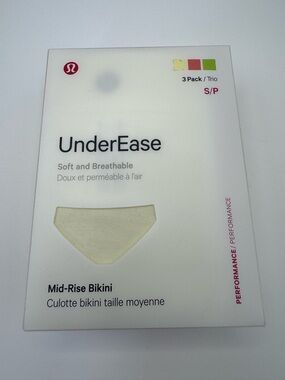 3 Pack / Trio
S/P
UnderEase
Soft and Breathable
Doux et perméable à l'air
Mid-Rise Bikini
Culotte bikini taille moyenne
PERFORMANCE / PERFORMANCE